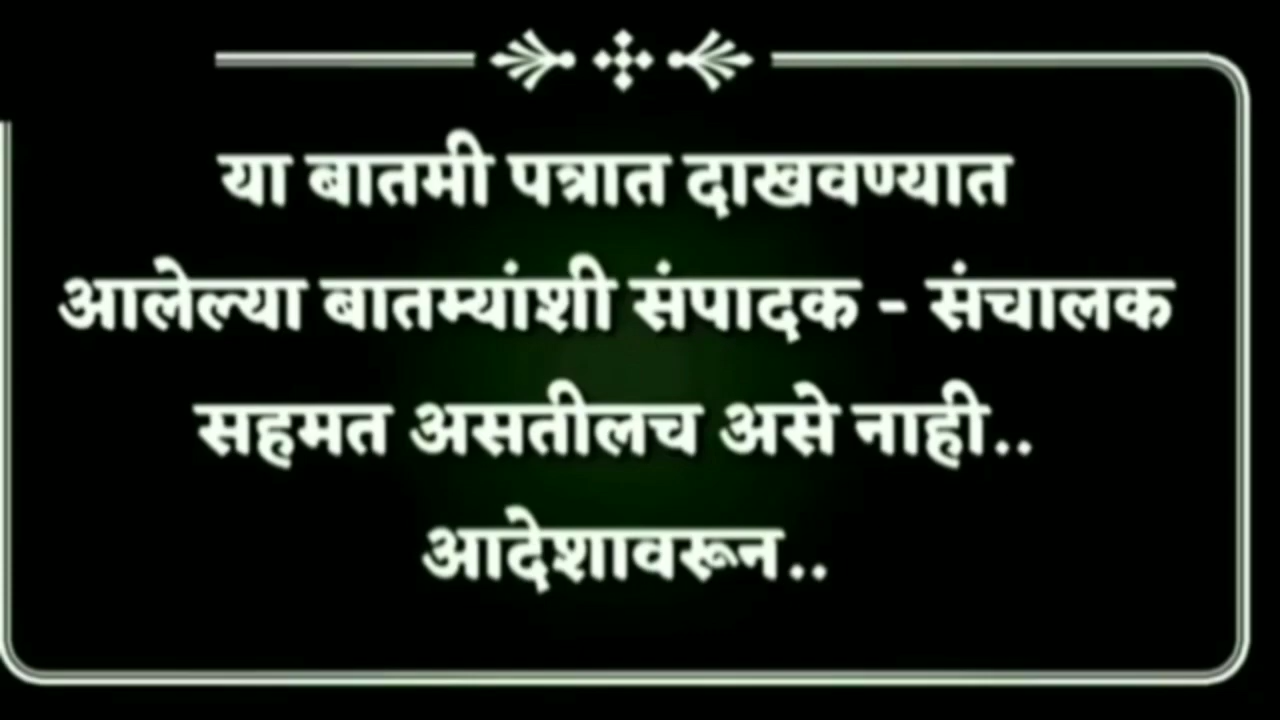 या बातमी पत्रात दाखवण्यात
आलेल्या बातम्यांशी संपादक - संचालक
सहमत असतीलच असे नाही..
आदेशावरून..